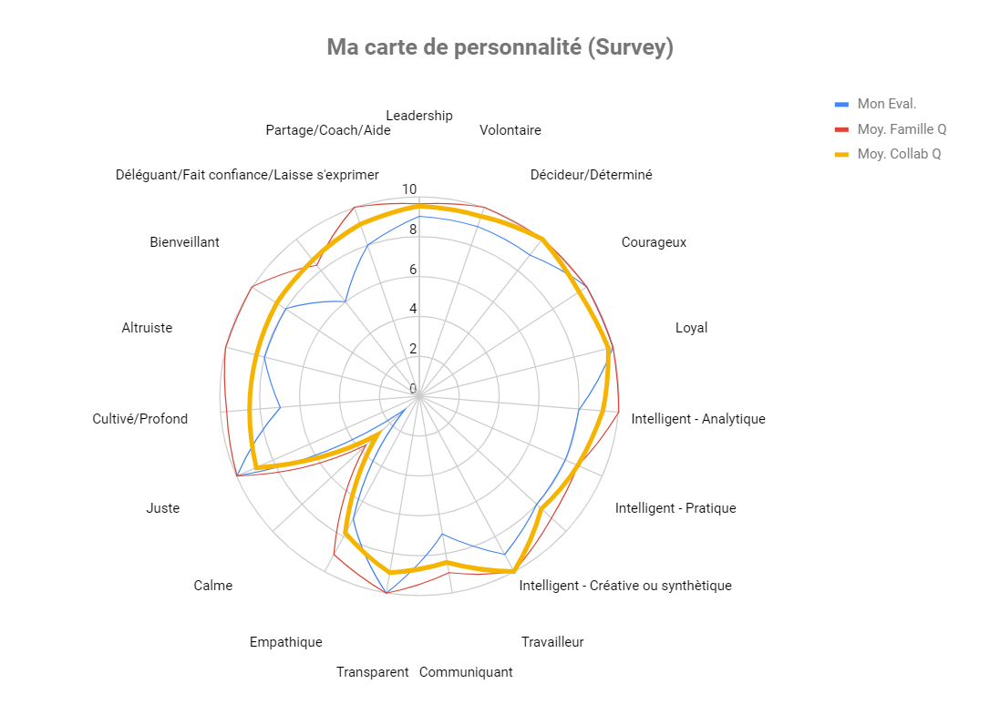 Ma carte de personnalité (Survey)
Mon Eval.
Moy. Famille Q
Moy. Collab Q
Leadership
Volontaire
Décideur/Déterminé
Courageux
Loyal
Intelligent - Analytique
Intelligent - Pratique
Intelligent - Créative ou synthètique
Travailleur
Communiquant
Transparent
Empathique
Calme
Juste
Cultivé/Profond
Altruiste
Bienveillant
Déléguant/Fait confiance/Laisse s'exprimer
Partage/Coach/Aide
10
8
6
4
2
0